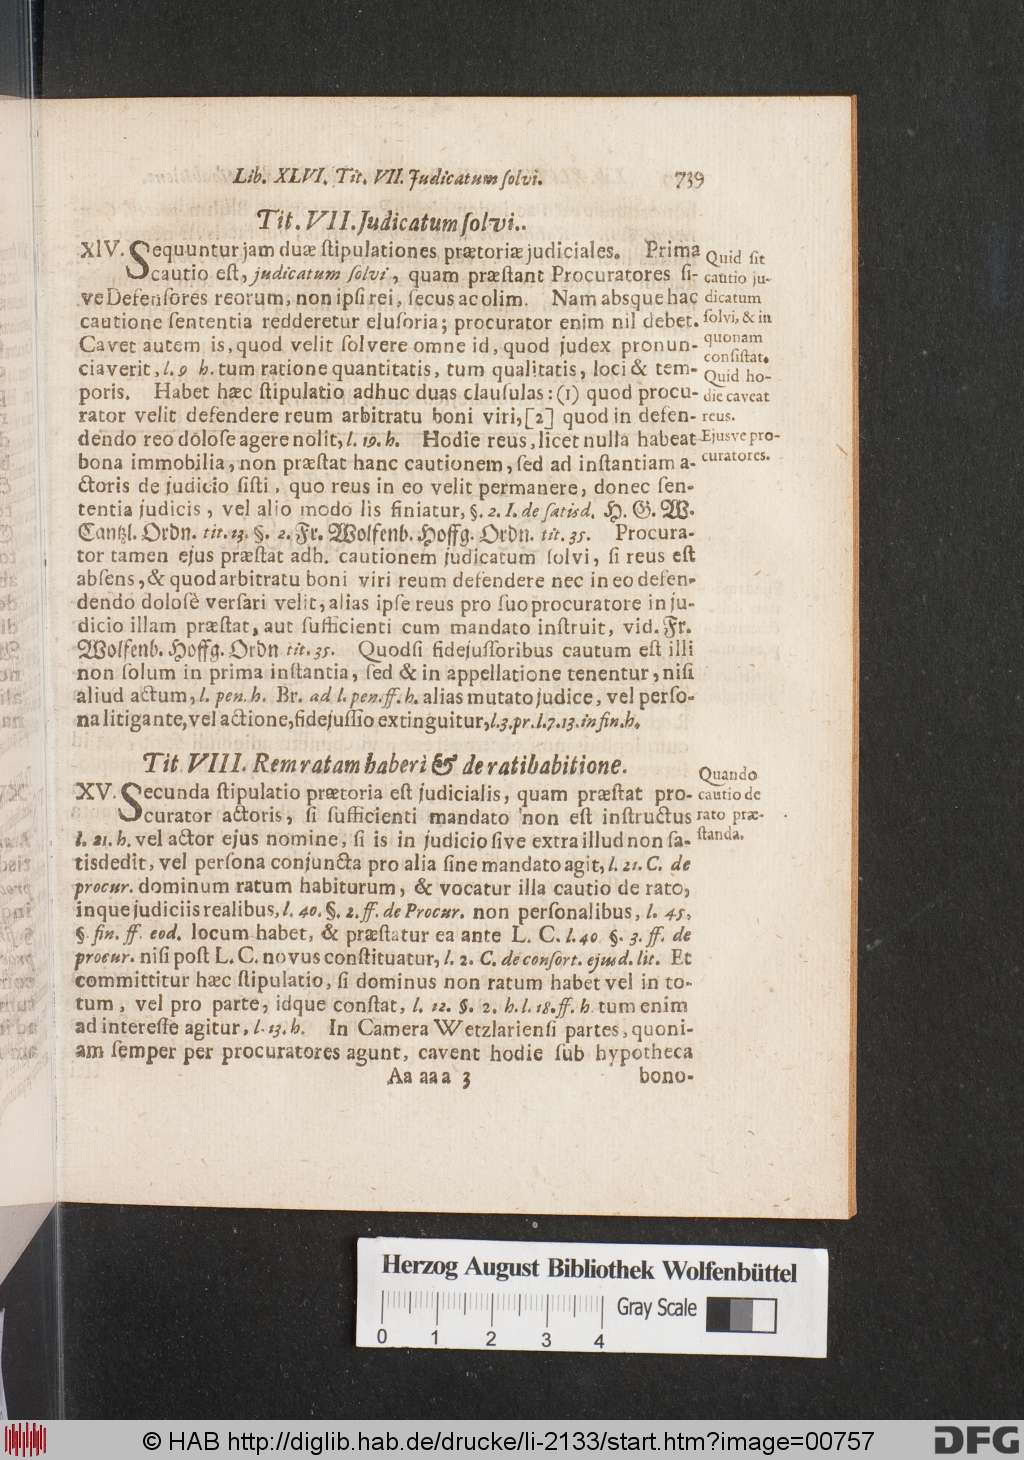 Lib. XLVI. Tit. VII. Judicatum ſolvi. 739
Tit. VII. Judicatum ſolvi..
XIV. Sequuntur jam duæ ſtipulationes prætoriæ judiciales. Prima
cautio eſt, judicatum ſolvi, quam præſtant Procuratores ſi-
ve Defenſores reorum, non ipſi rei, ſecus ac olim. Nam absque hac
cautione ſententia redderetur eluſoria; procurator enim nil debet.
Cavet autem is, quod velit ſolvere omne id, quod judex pronun-
ciaverit, l. 9 h. tum ratione quantitatis, tum qualitatis, loci & tem-
poris. Habet hæc ſtipulatio adhuc duas clauſulas: (1) quod procu-
rator velit defendere reum arbitratu boni viri, [2] quod in defen-
dendo reo dòloſe agere nolit, l. 19. h. Hodie reus, licet nulla habeat
bona immobilia, non præſtat hanc cautionem, ſed ad inſtantiam a-
ctoris de judicio ſiſti, quo reus in eo velit permanere, donec ſen-
tentia judicis, vel alio modo lis finiatur, §. 2. I. de ſatisd. H. G. W.
Cantzl. Ordn. tit. 13. §. 2. Fr. Wolfenb. Hoffg. Ordn. tit. 35. Procura-
tor tamen ejus præſtat adh. cautionem judicatum ſolvi, ſi reus eſt
abſens, & quod arbitratu boni viri reum defendere nec in eo defen-
dendo doloſè verſari velit, alias ipſe reus pro ſuo procuratore in ju-
dicio illam præſtat, aut ſufficienti cum mandato inſtruit, vid. Fr.
Wolfenb. Hoffg. Ordn tit. 35. Quodſi fidejuſſoribus cautum eſt illi
non ſolum in prima inſtantia, ſed & in appellatione tenentur, niſi
aliud actum, l. pen. h. Br. ad l. pen. ff. h. alias mutato judice, vel perſo-
na litigante, vel actione, fidejuſſio extinguitur, l. 3. pr. l. 7. 13. in fin. h.
Quid ſit
cautio ju-
dicatum
ſolvi, & in
quonam
conſiſtat.
Quid ho-
die caveat
reus.
Ejusve pro-
curatores.
Tit VIII. Rem ratam haberi & de ratihabitione.
XV. Secunda ſtipulatio prætoria eſt judicialis, quam præſtat pro-
curator actoris, ſi ſufficienti mandato non eſt inſtructus
l. 21. h. vel actor ejus nomine, ſi is in judicio ſive extra illud non ſa-
tisdedit, vel perſona conjuncta pro alia ſine mandato agit, l. 21. C. de
procur. dominum ratum habiturum, & vocatur illa cautio de rato,
inque judiciis realibus, l. 40. §. 2. ff. de Procur. non perſonalibus, l. 45.
§. fin. ff. eod. locum habet, & præſtatur ea ante L. C. l. 40 §. 3. ff. de
procur. niſi poſt L. C. novus conſtituatur, l. 2. C. de conſort. ejusd. lit. Et
committitur hæc ſtipulatio, ſi dominus non ratum habet vel in to-
tum, vel pro parte, idque conſtat, l. 12. §. 2. h. l. 18. ff. h. tum enim
ad intereſſe agitur, l. 13. h. In Camera Wetzlarienſi partes, quoni-
am ſemper per procuratores agunt, cavent hodie ſub hypotheca
Quando
cautio de
rato præ-
ſtanda.
Aa aa a 3 bono-
Herzog August Bibliothek Wolfenbüttel
Gray Scale
0 1 2 3 4
© HAB http://diglib.hab.de/drucke/li-2133/start.htm?image=00757
DFG